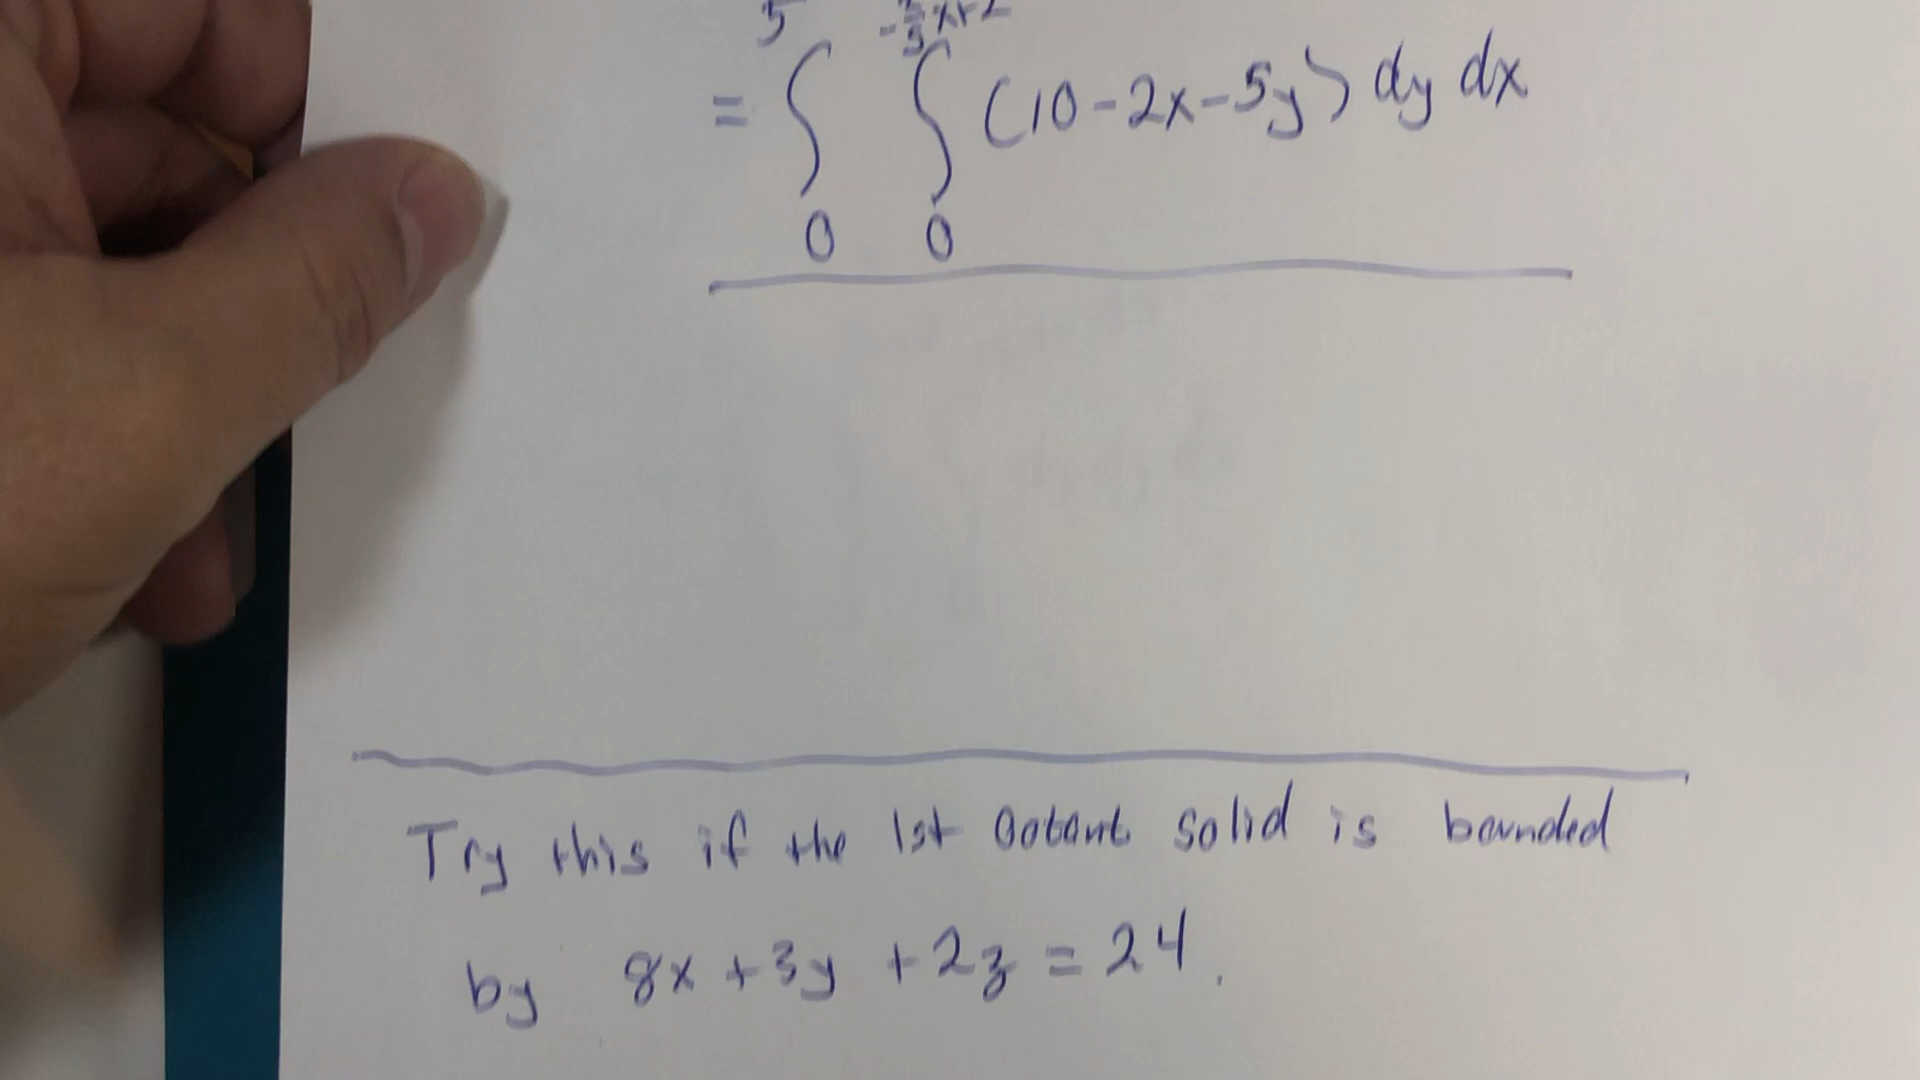 5 -2/5x+2
= ∫ ∫ (10-2x-5y) dy dx
0 0
Try this if the 1st Octant solid is bounded
by 8x +3y +2z = 24.